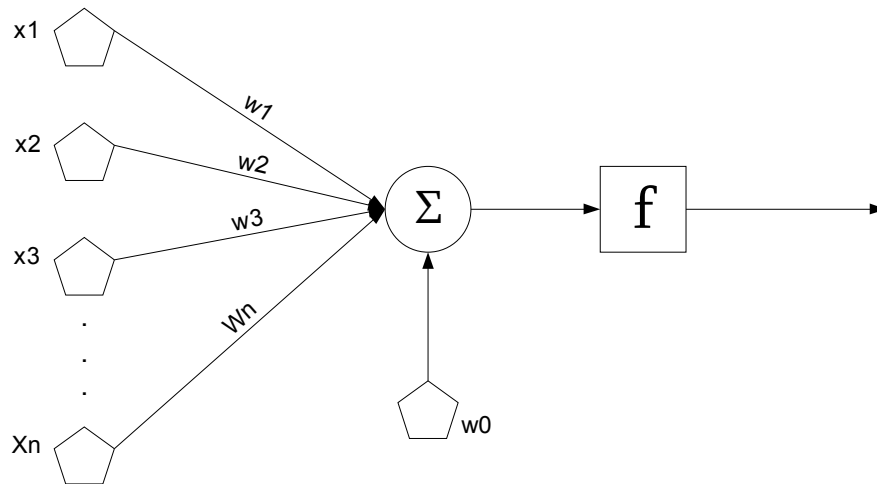 x1
w1
x2
w2
Σ
f
w3
x3
Wn
.
.
.
w0
Xn